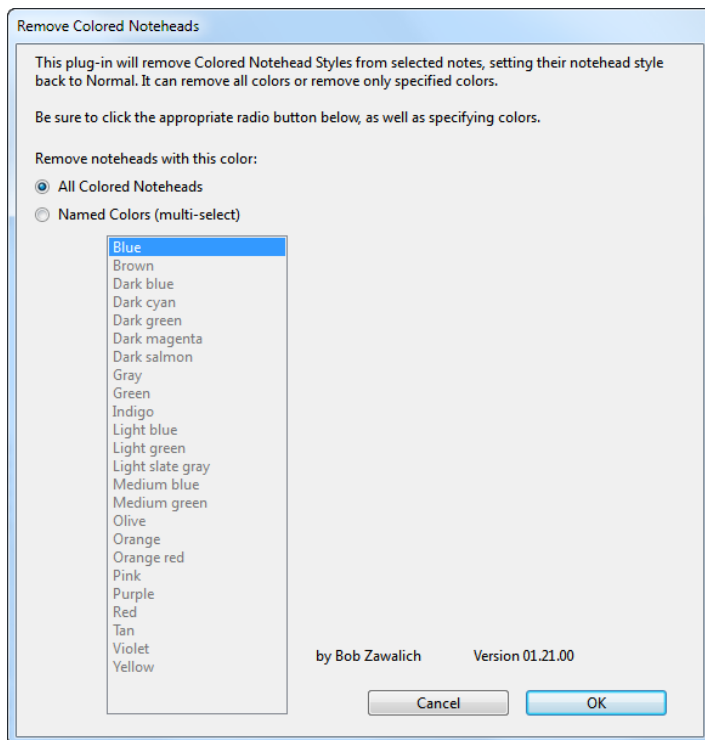 Remove Colored Noteheads
This plug-in will remove Colored Notehead Styles from selected notes, setting their notehead style
back to Normal. It can remove all colors or remove only specified colors.
Be sure to click the appropriate radio button below, as well as specifying colors.
Remove noteheads with this color:
All Colored Noteheads
Named Colors (multi-select)
Blue
Brown
Dark blue
Dark cyan
Dark green
Dark magenta
Dark salmon
Gray
Green
Indigo
Light blue
Light green
Light slate gray
Medium blue
Medium green
Olive
Orange
Orange red
Pink
Purple
Red
Tan
Violet
Yellow
by Bob Zawalich Version 01.21.00
Cancel OK